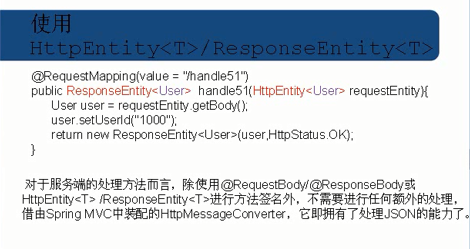 使用
HttpEntity<T>/ResponseEntity<T>
@RequestMapping(value = "/handle51")
public ResponseEntity<User> handle51(HttpEntity<User> requestEntity){
User user = requestEntity.getBody();
user.setUserId("1000");
return new ResponseEntity<User>(user,HttpStatus.OK);
}
对于服务端的处理方法而言，除使用@RequestBody/@ResponseBody或
HttpEntity<T> /ResponseEntity<T>进行方法签名外，不需要进行任何额外的处理，
借由Spring MVC中装配的HttpMessageConverter，它即拥有了处理JSON的能力了。